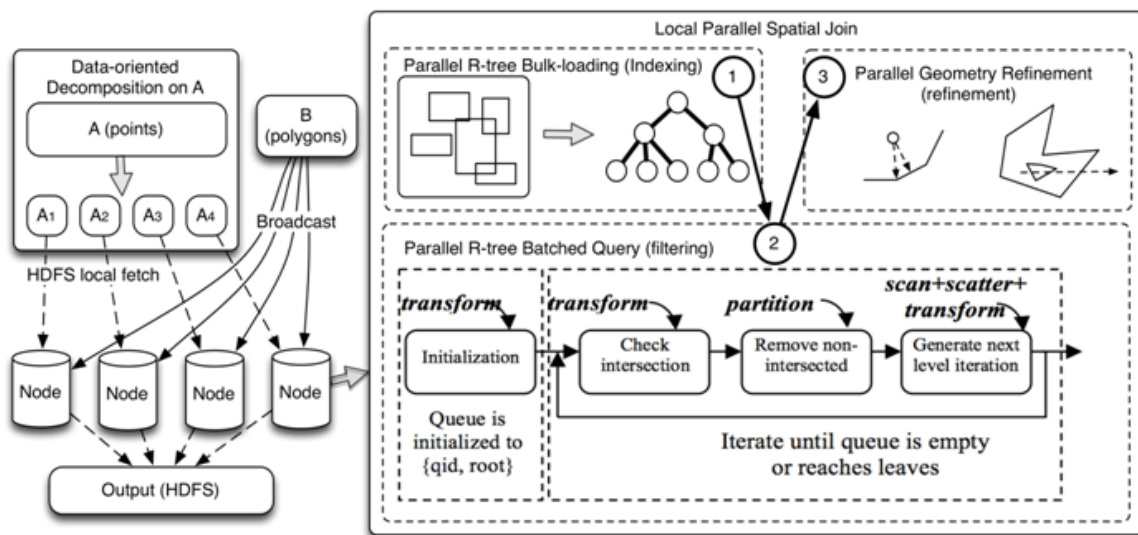 Data-oriented
Decomposition on A
A (points)
A1
A2
A3
A4
B
(polygons)
Broadcast
HDFS local fetch
Node
Node
Node
Node
Output (HDFS)
Local Parallel Spatial Join
Parallel R-tree Bulk-loading (Indexing)
1
3
Parallel Geometry Refinement
(refinement)
2
Parallel R-tree Batched Query (filtering)
transform
Initialization
Queue is
initialized to
{qid, root}
transform
Check
intersection
partition
Remove non-
intersected
scan+scatter+
transform
Generate next
level iteration
Iterate until queue is empty
or reaches leaves